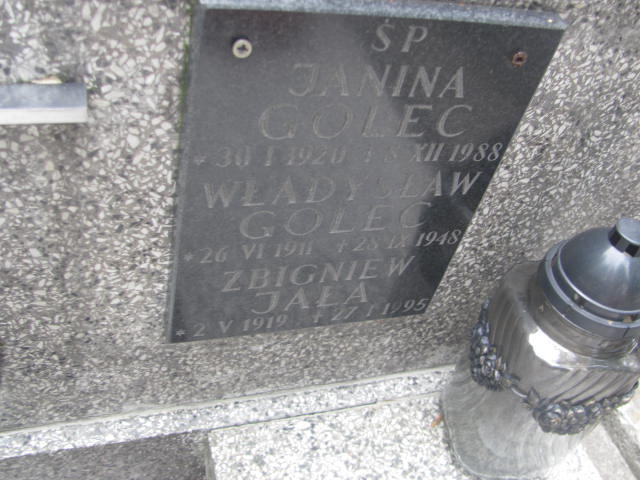 ŚP
JANINA
GOLEC
* 30 I 1920 + 8 XII 1988
WŁADYSŁAW
GOLEC
* 26 VI 1911 + 28 IX 1948
ZBIGNIEW
JAŁA
* 2 V 1919 + 27 I 1995